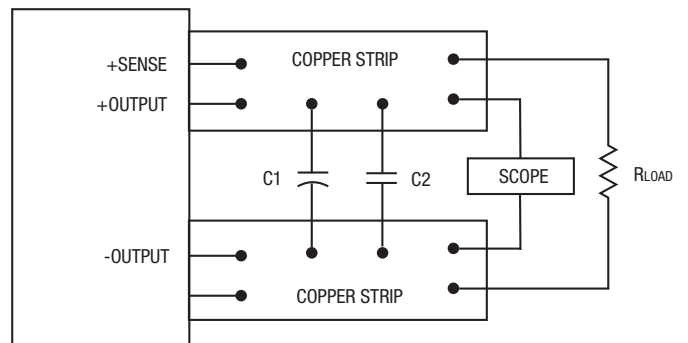 +SENSE
COPPER STRIP
+OUTPUT
C1
C2
SCOPE
RLOAD
-OUTPUT
COPPER STRIP